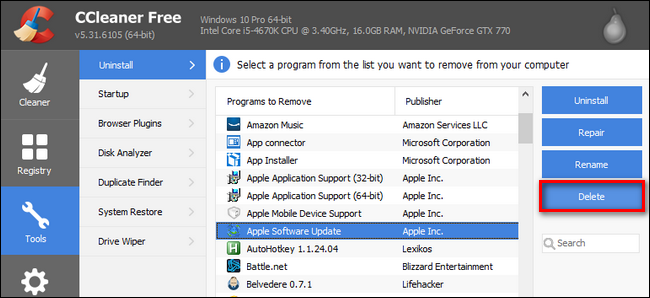 CCleaner Free
v5.31.6105 (64-bit)
Windows 10 Pro 64-bit
Intel Core i5-4670K CPU @ 3.40GHz, 16.0GB RAM, NVIDIA GeForce GTX 770
Cleaner
Registry
Tools
Uninstall
Startup
Browser Plugins
Disk Analyzer
Duplicate Finder
System Restore
Drive Wiper
Select a program from the list you want to remove from your computer
Programs to Remove Publisher
Amazon Music Amazon Services LLC
App connector Microsoft Corporation
App Installer Microsoft Corporation
Apple Application Support (32-bit) Apple Inc.
Apple Application Support (64-bit) Apple Inc.
Apple Mobile Device Support Apple Inc.
Apple Software Update Apple Inc.
AutoHotkey 1.1.24.04 Lexikos
Battle.net Blizzard Entertainment
Belvedere 0.7.1 Lifehacker
Uninstall
Repair
Rename
Delete
Search